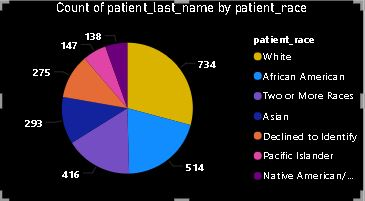 Count of patient_last_name by patient_race
138
147
275
293
416
734
514
patient_race
White
African American
Two or More Races
Asian
Declined to Identify
Pacific Islander
Native American/...